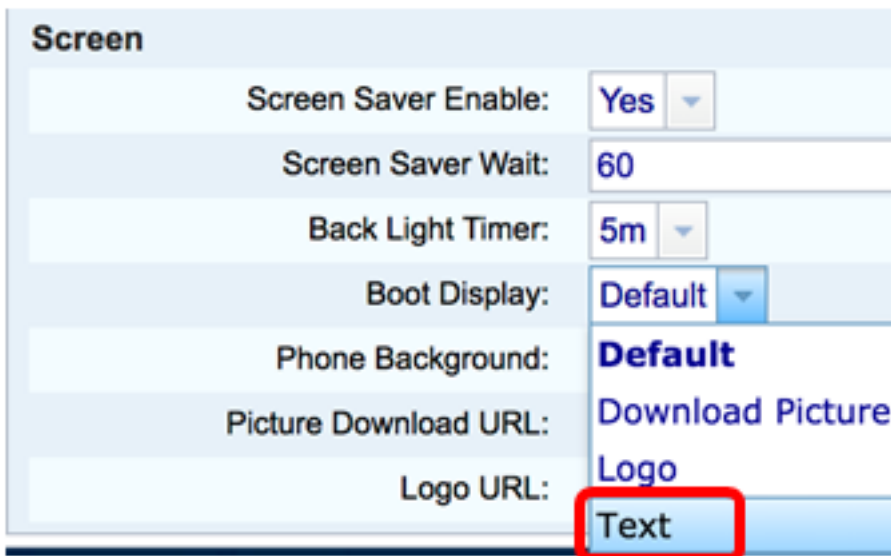 Screen
Screen Saver Enable: Yes
Screen Saver Wait: 60
Back Light Timer: 5m
Boot Display: Default
Phone Background: Default
Picture Download URL: Download Picture
Logo URL: Logo
Text